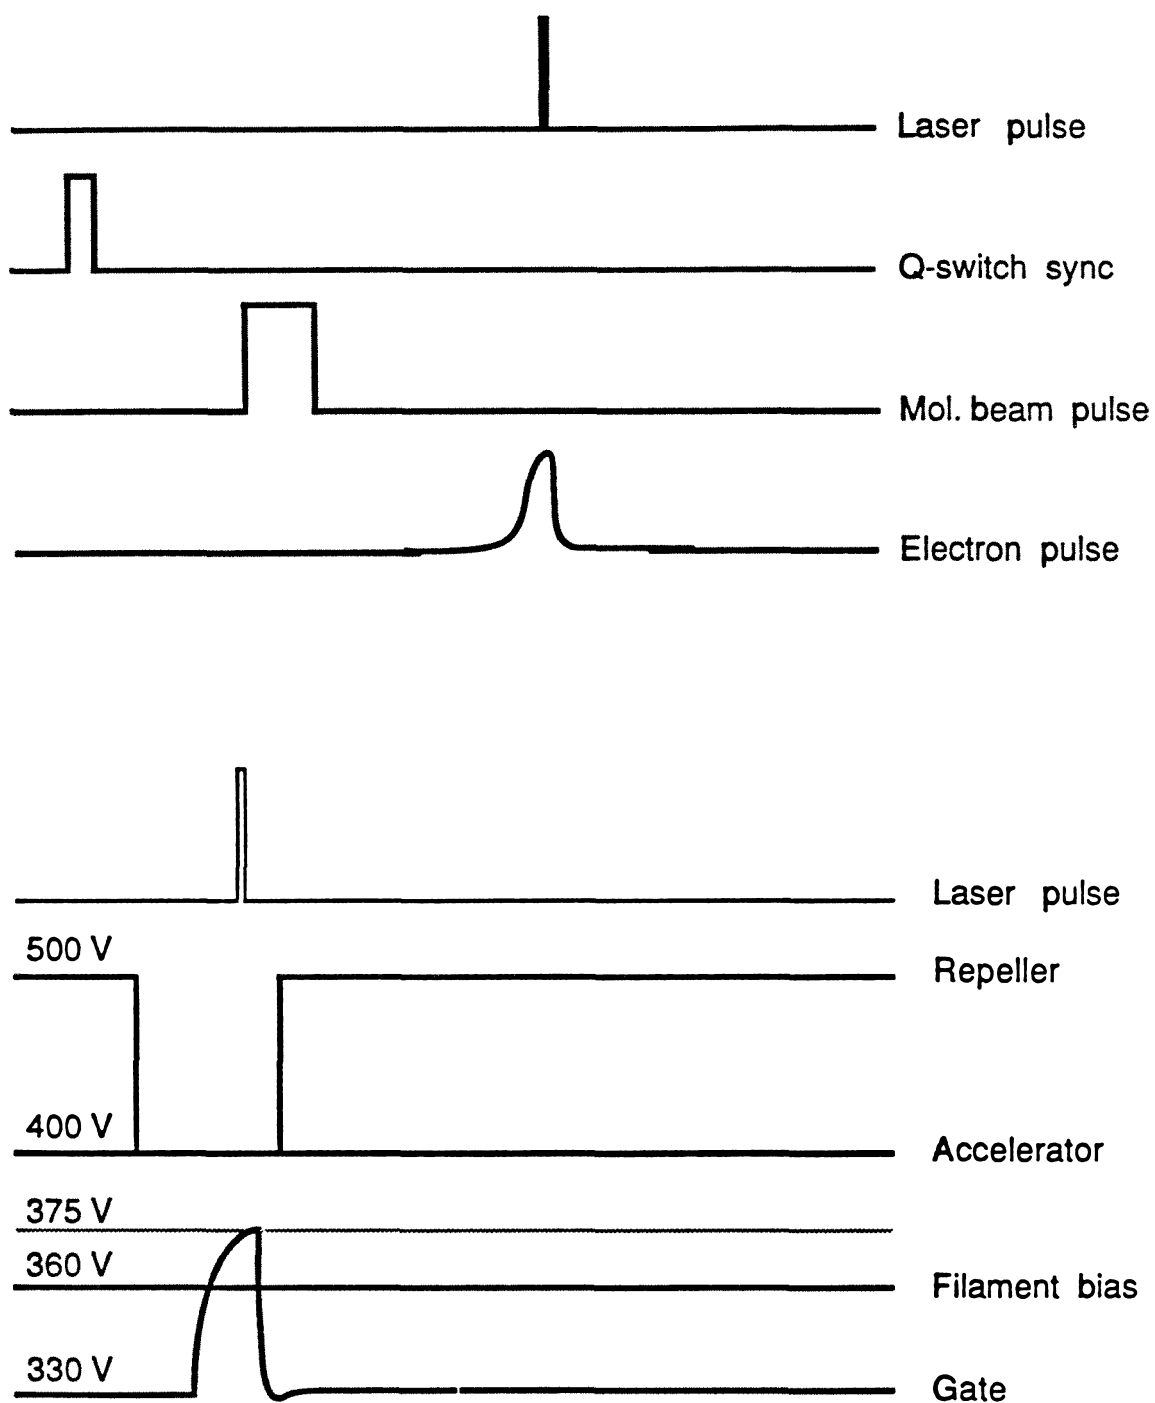 Laser pulse
Q-switch sync
Mol. beam pulse
Electron pulse
Laser pulse
500 V
Repeller
400 V
Accelerator
375 V
360 V
Filament bias
330 V
Gate